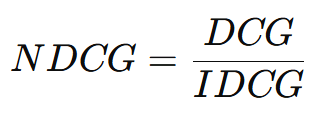 NDCG = DCG / IDCG